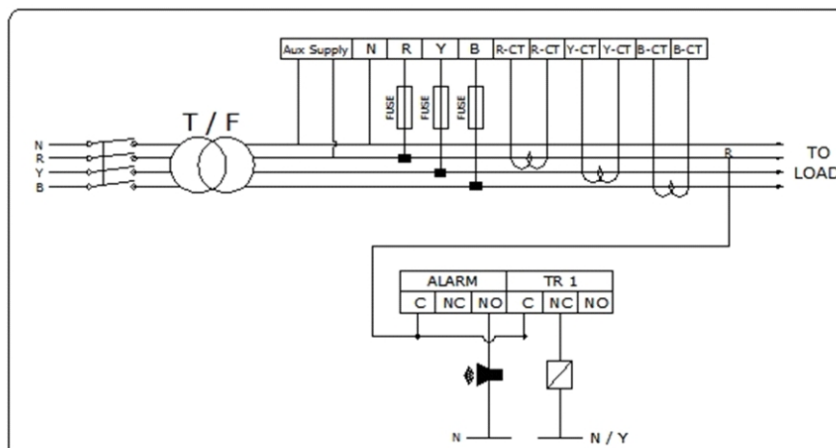 Aux Supply N R Y B R-CT R-CT Y-CT Y-CT B-CT B-CT
FUSE FUSE FUSE
T / F
N
R
Y
B
R
TO
LOAD
ALARM TR 1
C NC NO C NC NO
N N / Y